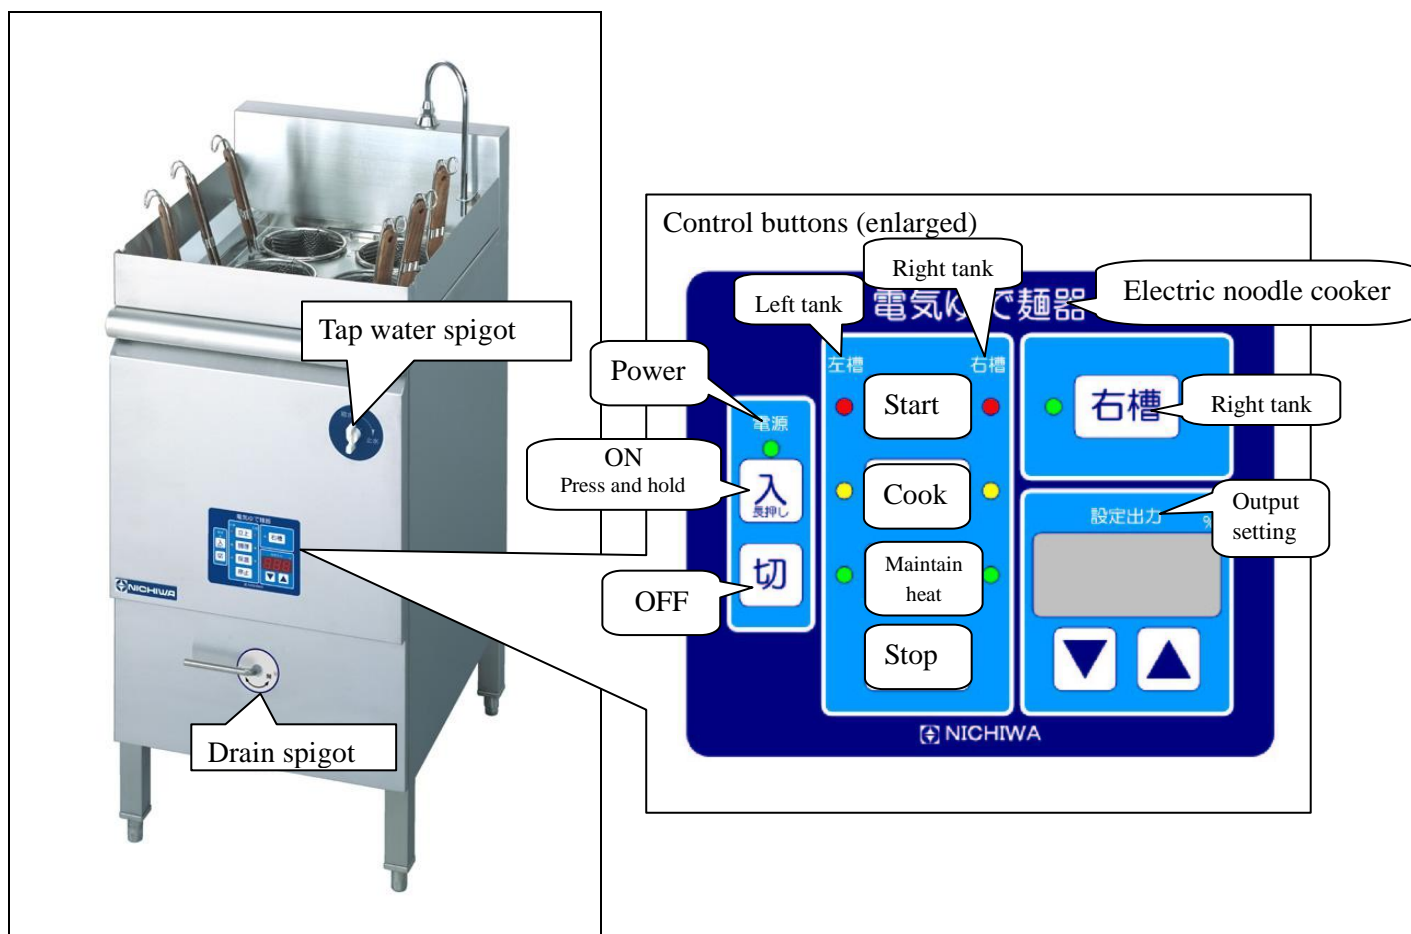 Tap water spigot
NICHIWA
Drain spigot
Control buttons (enlarged)
Right tank
Left tank
電気ゆで麺器
Electric noodle cooker
Power
電源
ON
Press and hold
入
長押し
OFF
切
左槽
右槽
Start
Cook
Maintain
heat
Stop
右槽
Right tank
設定出力
%
Output
setting
NICHIWA